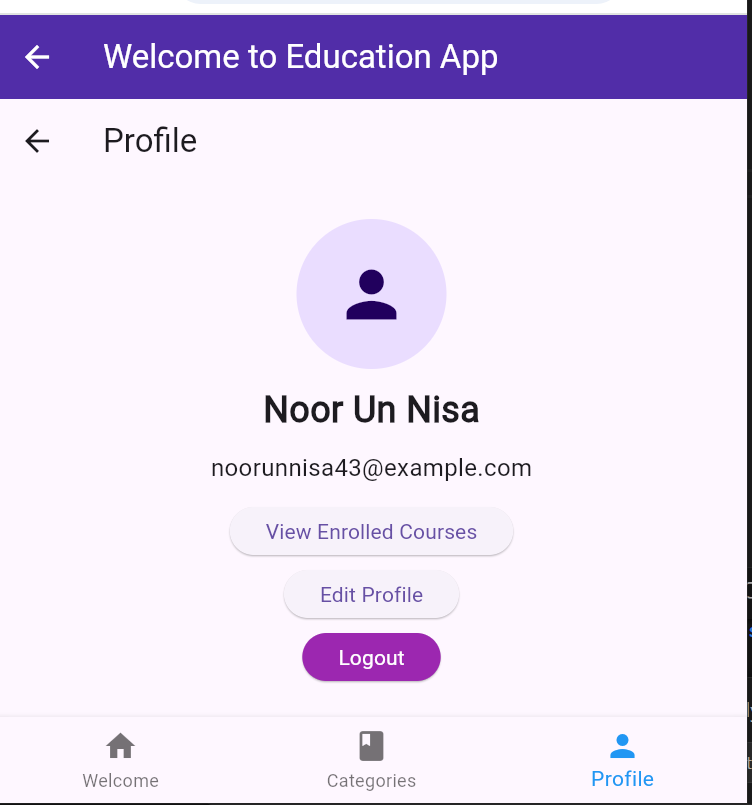 Welcome to Education App
Profile
Noor Un Nisa
noorunnisa43@example.com
View Enrolled Courses
Edit Profile
Logout
Welcome
Categories
Profile